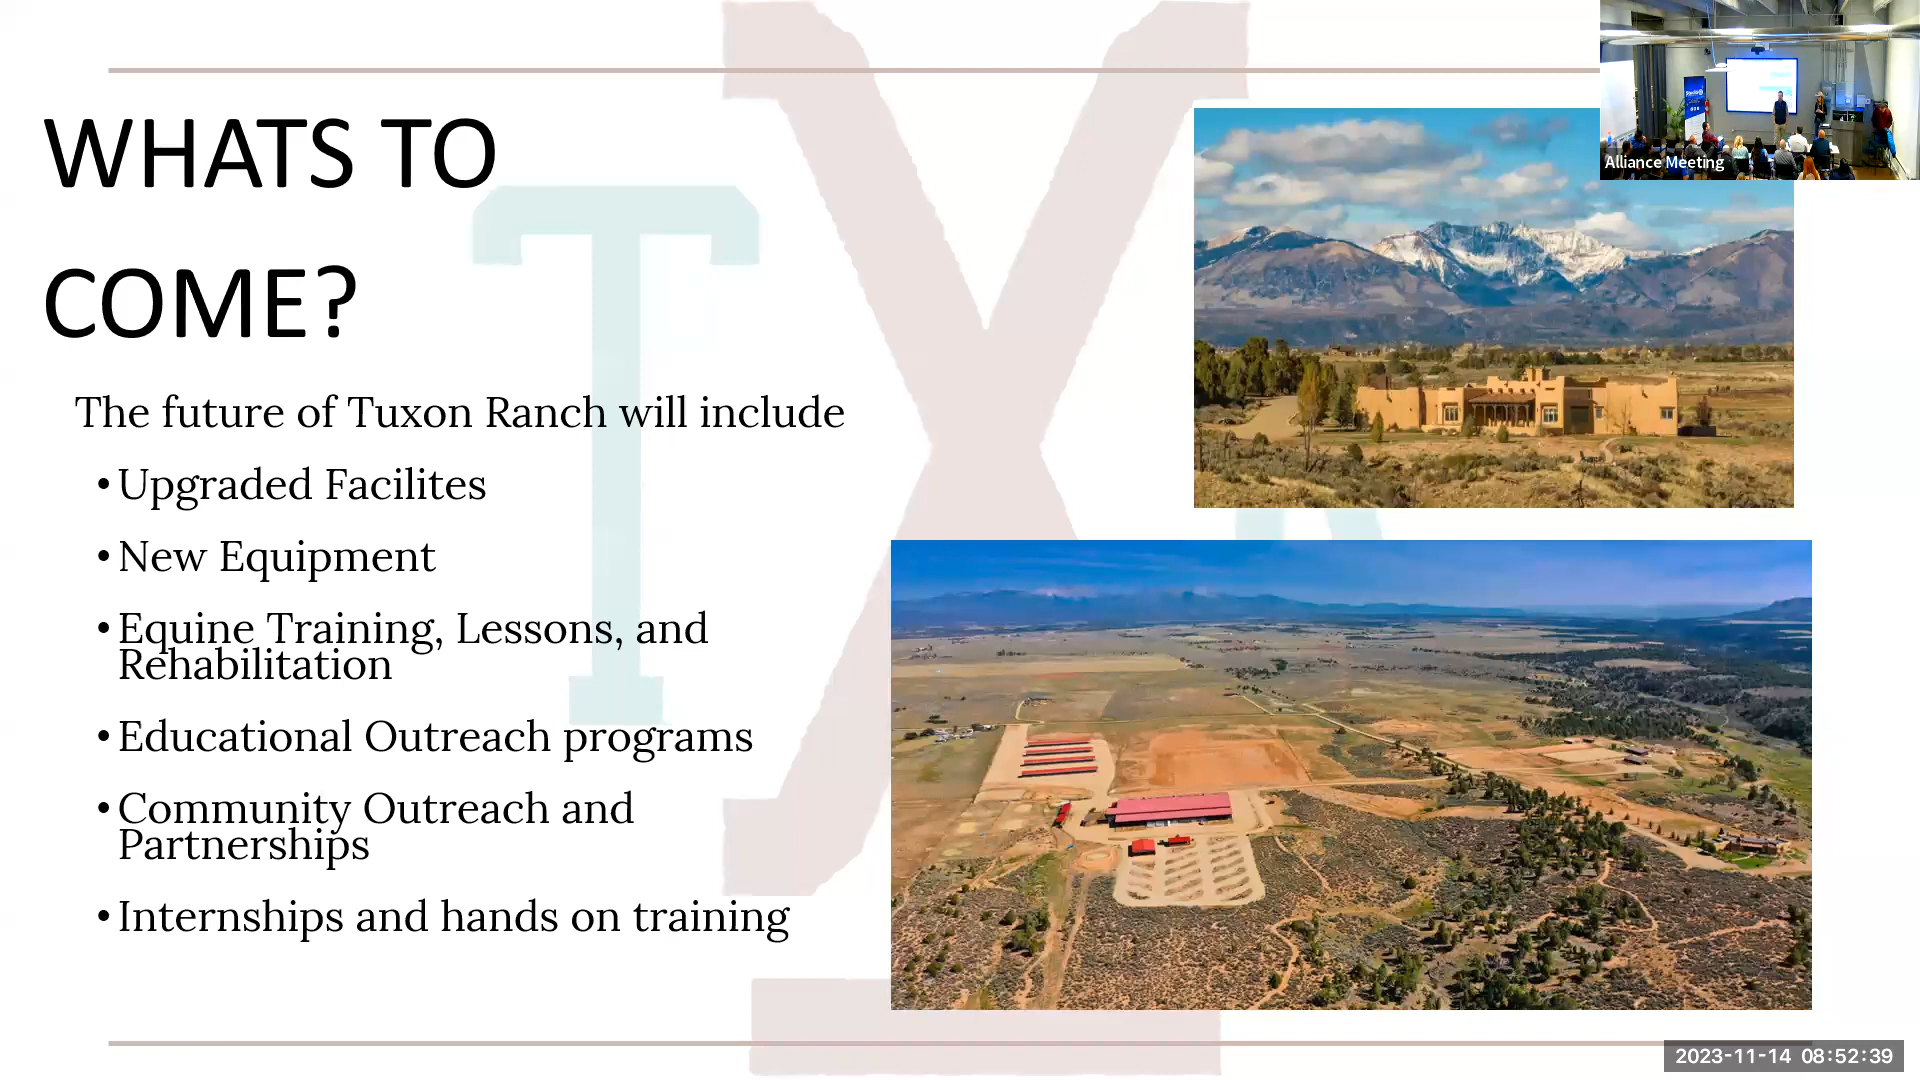 WHATS TO
COME?
The future of Tuxon Ranch will include
• Upgraded Facilites
• New Equipment
• Equine Training, Lessons, and
Rehabilitation
• Educational Outreach programs
• Community Outreach and
Partnerships
• Internships and hands on training
Alliance Meeting
2023-11-14 08:52:39